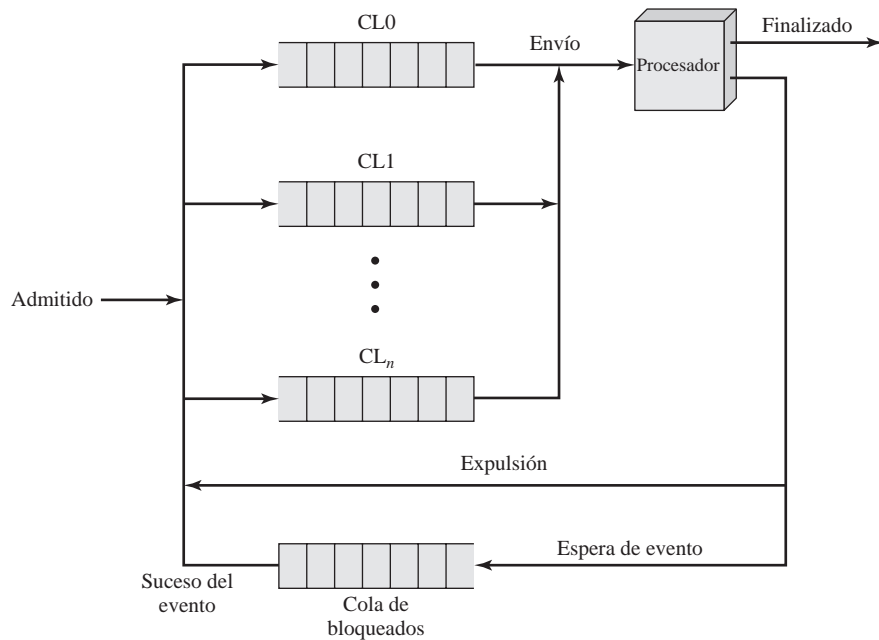 CL0
Envío
Procesador
Finalizado
CL1
Admitido
CLn
Expulsión
Espera de evento
Suceso del
evento
Cola de
bloqueados